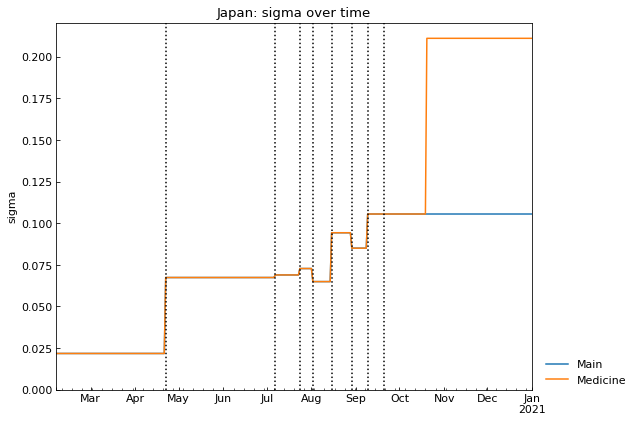 Japan: sigma over time
0.200
0.175
0.150
0.125
0.100
0.075
0.050
0.025
0.000
sigma
Mar Apr May Jun Jul Aug Sep Oct Nov Dec Jan
2021
Main
Medicine